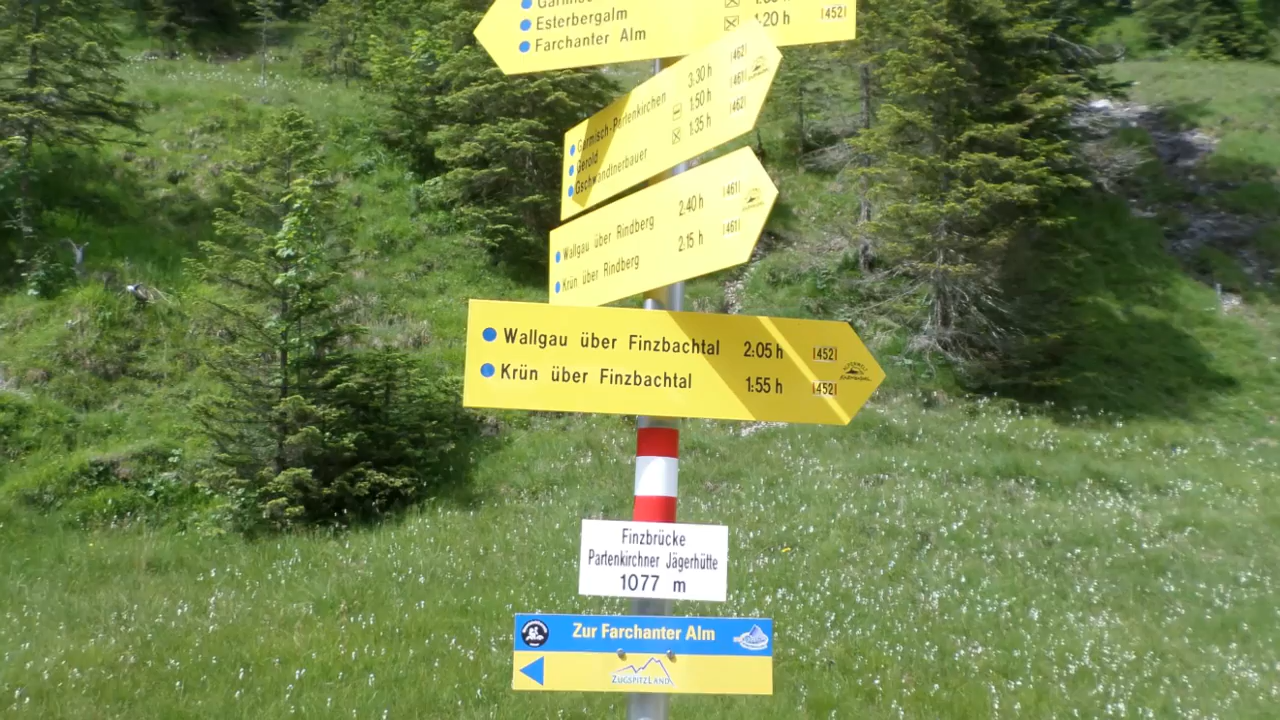 Esterbergalm
Farchanter Alm 1:20 h 452
Garmisch-Partenkirchen 3:30 h 462
Gerold 1:50 h 461
Gschwandtnerbauer 1:35 h 462
Wallgau über Rindberg 2:40 h 461
Krün über Rindberg 2:15 h 461
Wallgau über Finzbachtal 2:05 h 452
Krün über Finzbachtal 1:55 h 452
Finzbrücke
Partenkirchner Jägerhütte
1077 m
Zur Farchanter Alm
ZUGSPITZLAND